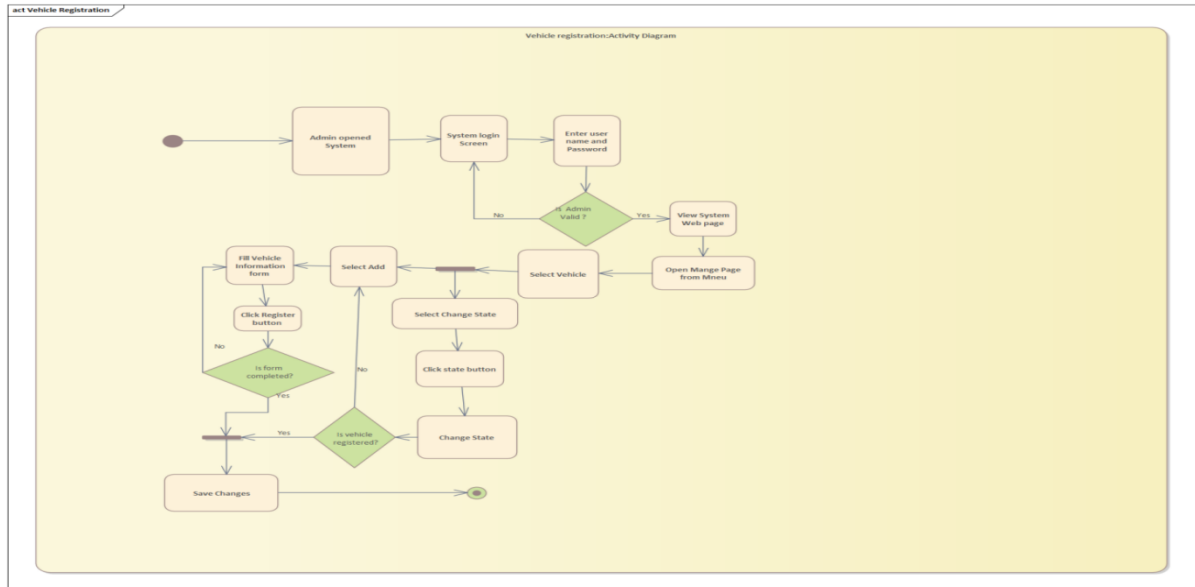 act Vehicle Registration
Vehicle registration:Activity Diagram
Admin opened
System
System login
Screen
Enter user
name and
Password
Is Admin
Valid ?
No
Yes
View System
Web page
Open Mange Page
from Mneu
Select Vehicle
Select Add
Fill Vehicle
Information
form
Click Register
button
No
Is form
completed?
Yes
Select Change State
Click state button
Change State
No
Is vehicle
registered?
Yes
Save Changes